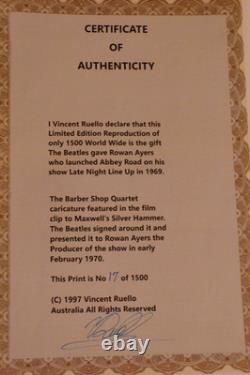 CERTIFICATE
OF
AUTHENTICITY
I Vincent Ruello declare that this
Limited Edition Reproduction of
only 1500 World Wide is the gift
The Beatles gave Rowan Ayers
who launched Abbey Road on his
show Late Night Line Up in 1969.
The Barber Shop Quartet
caricature featured in the film
clip to Maxwell's Silver Hammer.
The Beatles signed around it and
presented it to Rowan Ayers the
Producer of the show in early
February 1970.
This Print is No 17 of 1500
(C) 1997 Vincent Ruello
Australia All Rights Reserved
thumbimg.com